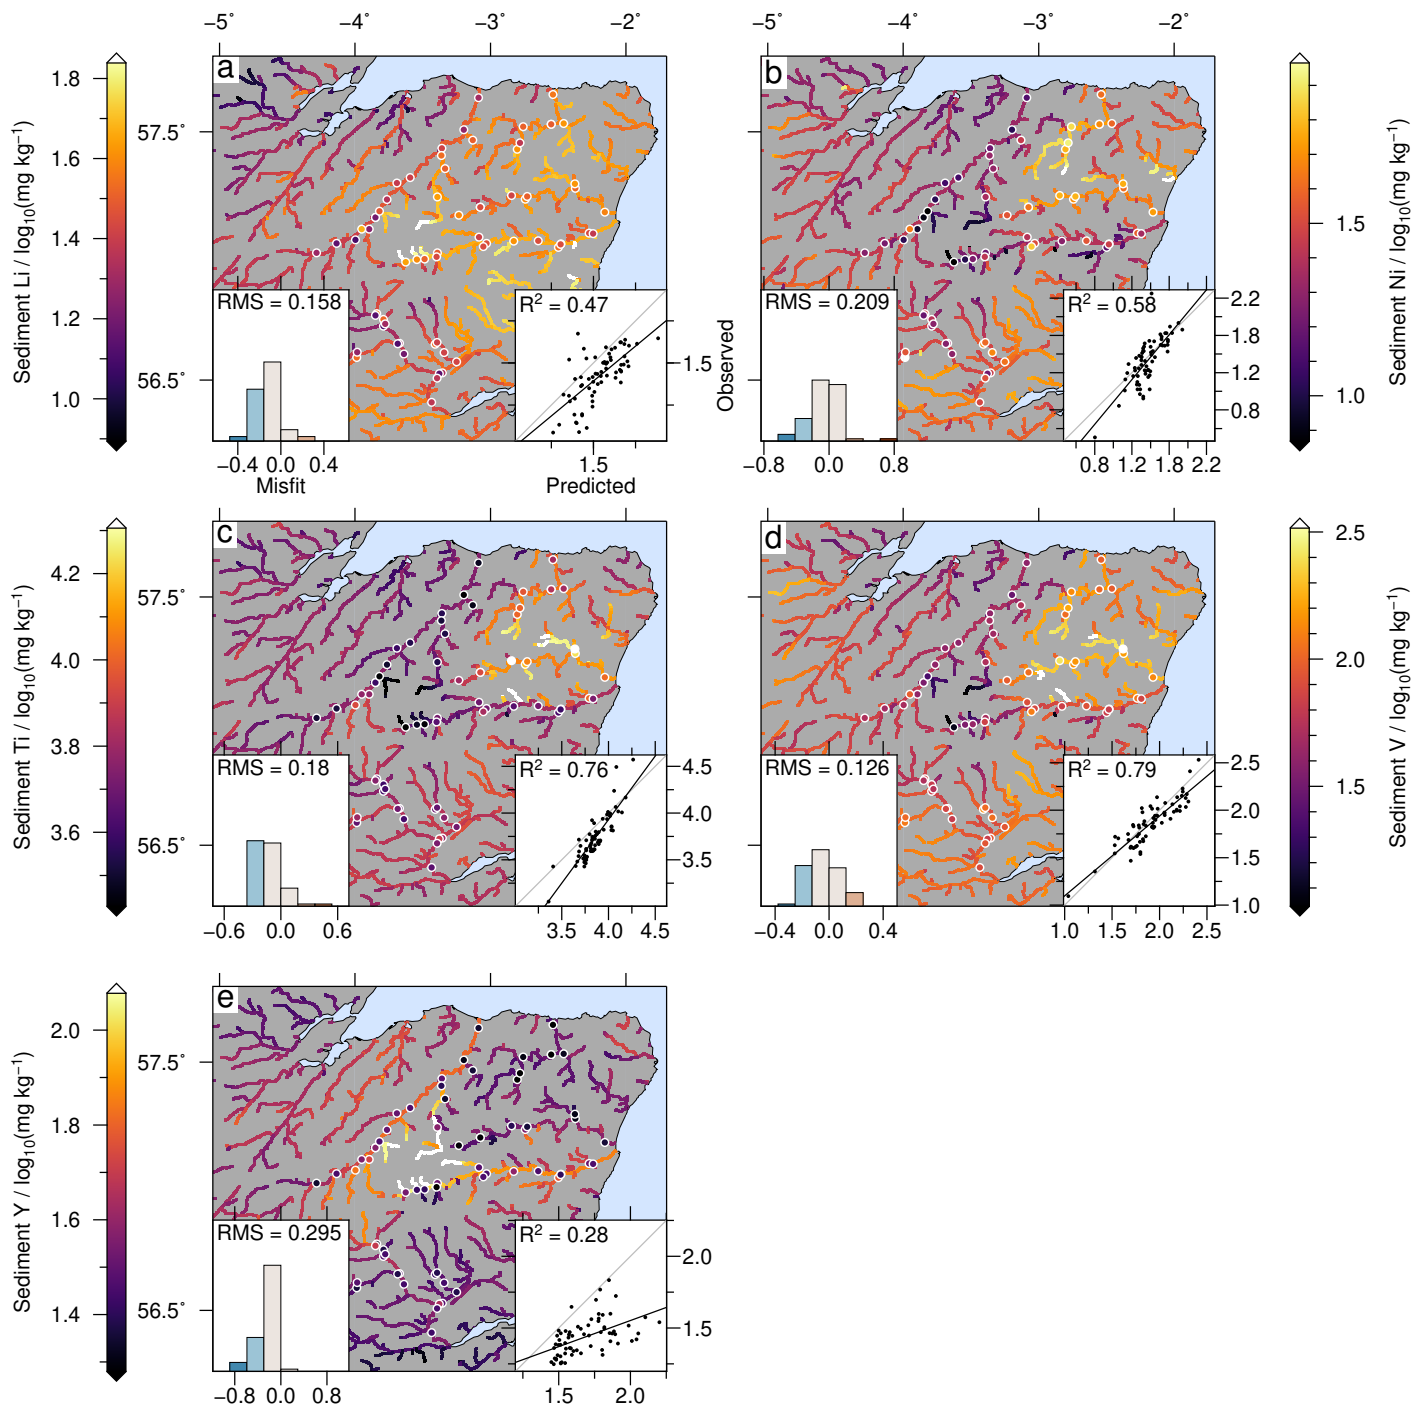 −5° −4° −3° −2° −5° −4° −3° −2°
a
b
Sediment Li / log10(mg kg−1)
1.8
1.6
1.4
1.2
1.0
57.5°
56.5°
RMS = 0.158
R2 = 0.47
1.5
−0.4 0.0 0.4
Misfit
1.5
Predicted
Observed
RMS = 0.209
R2 = 0.58
2.2
1.8
1.2
0.8
−0.8 0.0 0.8
0.8 1.2 1.8 2.2
1.5
1.0
Sediment Ni / log10(mg kg−1)
c
d
Sediment Ti / log10(mg kg−1)
4.2
4.0
3.8
3.6
57.5°
56.5°
RMS = 0.18
R2 = 0.76
4.5
4.0
3.5
−0.6 0.0 0.6
3.5 4.0 4.5
RMS = 0.126
R2 = 0.79
2.5
2.0
1.5
1.0
−0.4 0.0 0.4
1.0 1.5 2.0 2.5
2.5
2.0
1.5
Sediment V / log10(mg kg−1)
e
Sediment Y / log10(mg kg−1)
2.0
1.8
1.6
1.4
57.5°
56.5°
RMS = 0.295
R2 = 0.28
2.0
1.5
−0.8 0.0 0.8
1.5 2.0